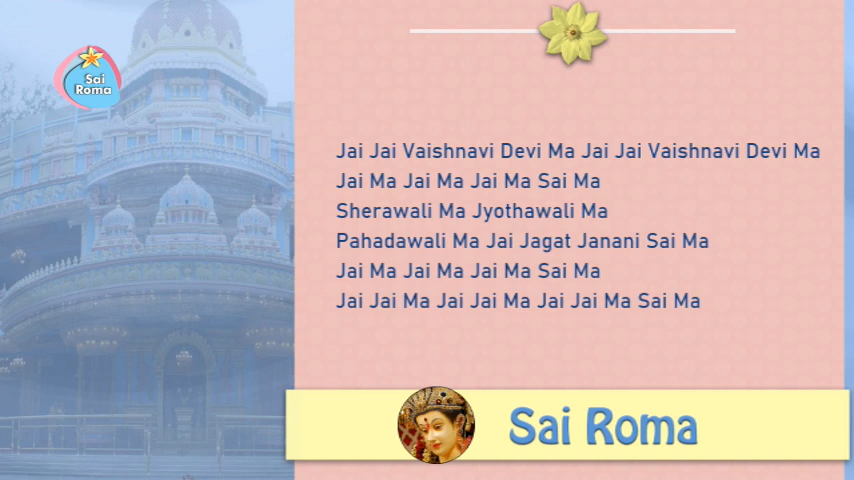 Sai
Roma
Jai Jai Vaishnavi Devi Ma Jai Jai Vaishnavi Devi Ma
Jai Ma Jai Ma Jai Ma Sai Ma
Sherawali Ma Jyothawali Ma
Pahadawali Ma Jai Jagat Janani Sai Ma
Jai Ma Jai Ma Jai Ma Sai Ma
Jai Jai Ma Jai Jai Ma Jai Jai Ma Sai Ma
Sai Roma